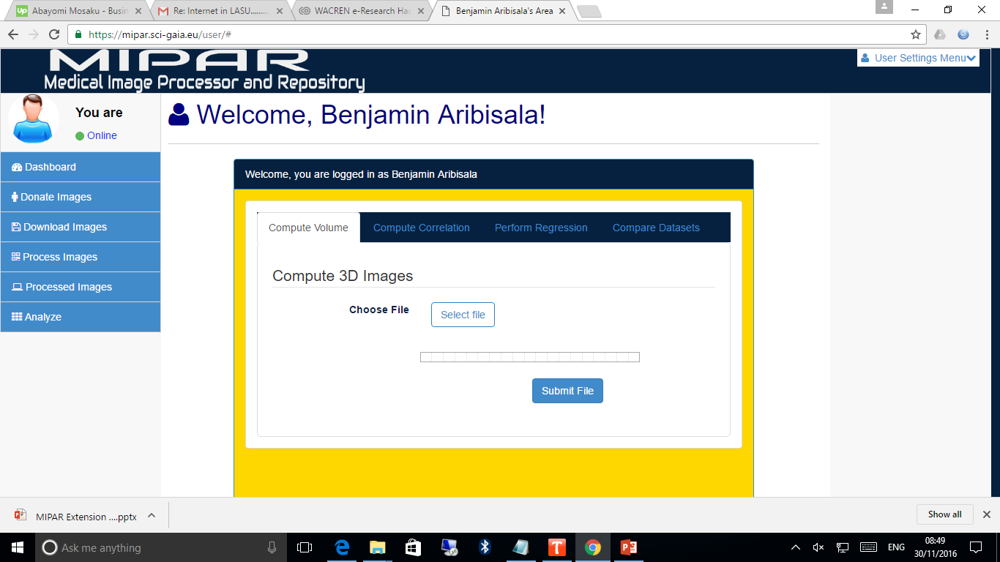 Abayomi Mosaku - Busin
Re: Internet in LASU.........
WACREN e-Research Hac
Benjamin Aribisala's Area
https://mipar.sci-gaia.eu/user/#
MIPAR
Medical Image Processor and Repository
User Settings Menu
You are
Online
Welcome, Benjamin Aribisala!
Dashboard
Donate Images
Download Images
Process Images
Processed Images
Analyze
Welcome, you are logged in as Benjamin Aribisala
Compute Volume Compute Correlation Perform Regression Compare Datasets
Compute 3D Images
Choose File Select file
Submit File
MIPAR Extension ....pptx
Show all
Ask me anything
ENG
08:49
30/11/2016